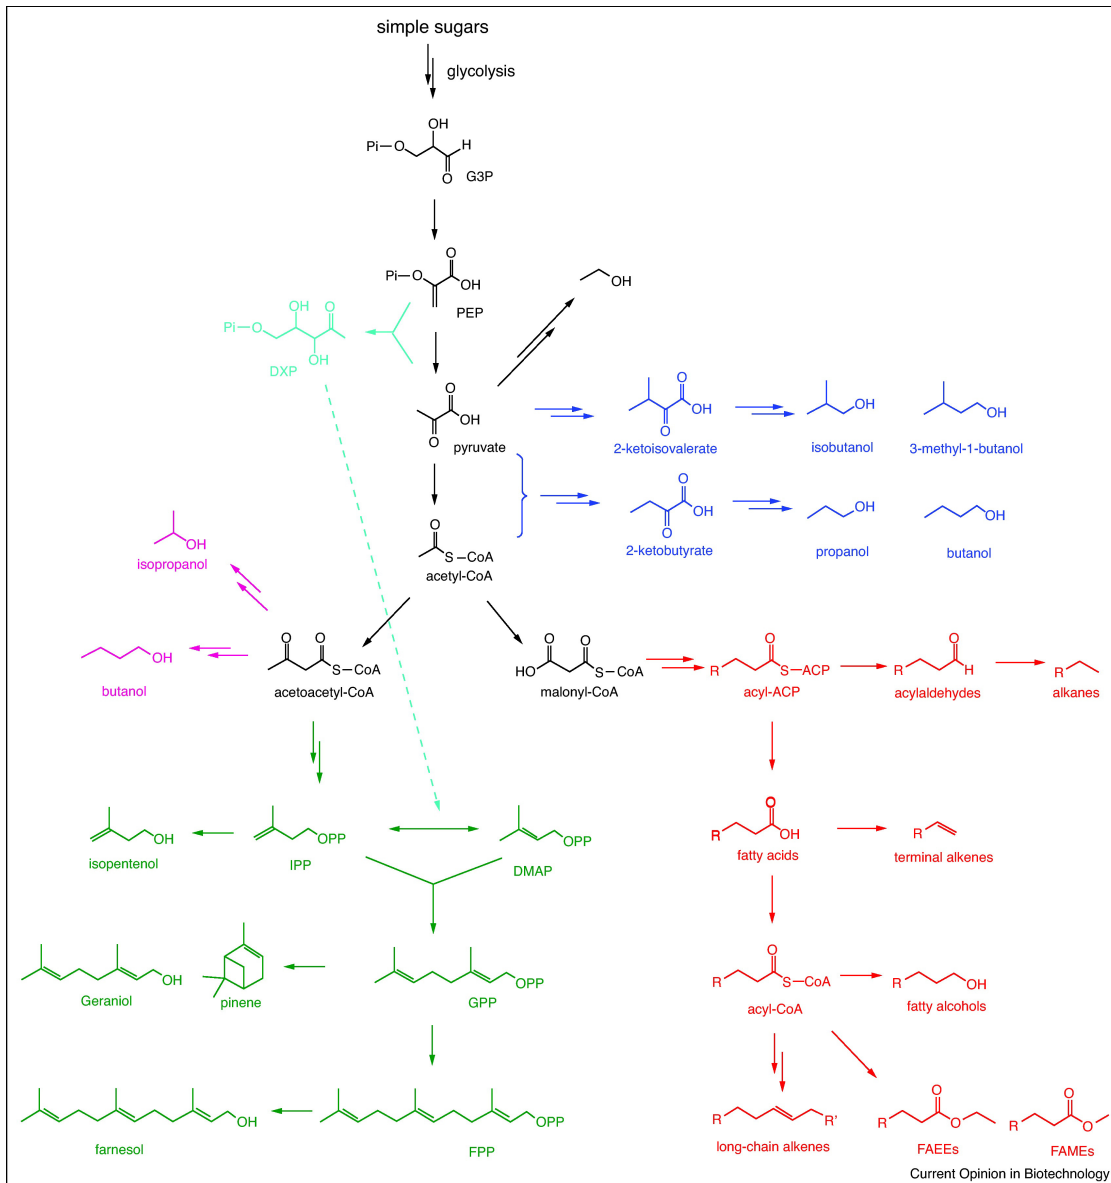 simple sugars
glycolysis
OH
Pi
O
H
O
G3P
O
Pi
O
OH
PEP
OH
OH
O
Pi
O
OH
DXP
O
OH
O
pyruvate
O
OH
O
2-ketoisovalerate
OH
isobutanol
OH
3-methyl-1-butanol
O
OH
O
2-ketobutyrate
OH
propanol
OH
butanol
O
S
CoA
acetyl-CoA
OH
isopropanol
OH
butanol
O
O
S
CoA
acetoacetyl-CoA
O
O
HO
S
CoA
malonyl-CoA
O
R
S
ACP
acyl-ACP
O
R
H
acylaldehydes
R
alkanes
OH
isopentenol
OPP
IPP
OPP
DMAP
O
R
OH
fatty acids
R
terminal alkenes
OH
Geraniol
pinene
OPP
GPP
O
R
S
CoA
acyl-CoA
R
OH
fatty alcohols
OH
farnesol
OPP
FPP
R
R'
long-chain alkenes
O
R
O
FAEEs
O
R
O
FAMEs
Current Opinion in Biotechnology